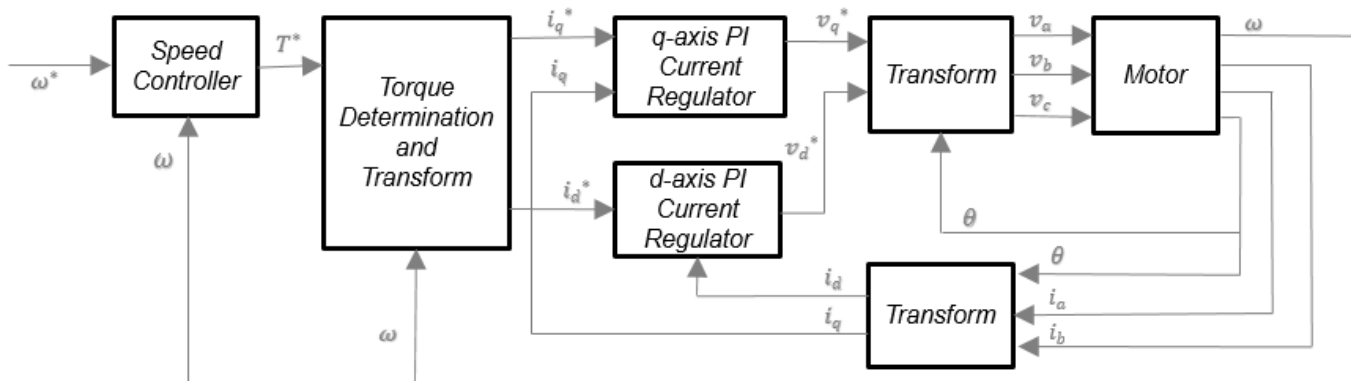 ω*
Speed
Controller
ω
T*
Torque
Determination
and
Transform
ω
i_q*
i_q
i_d*
q-axis PI
Current
Regulator
d-axis PI
Current
Regulator
v_q*
v_d*
Transform
v_a
v_b
v_c
Motor
ω
θ
θ
i_a
i_b
Transform
i_d
i_q